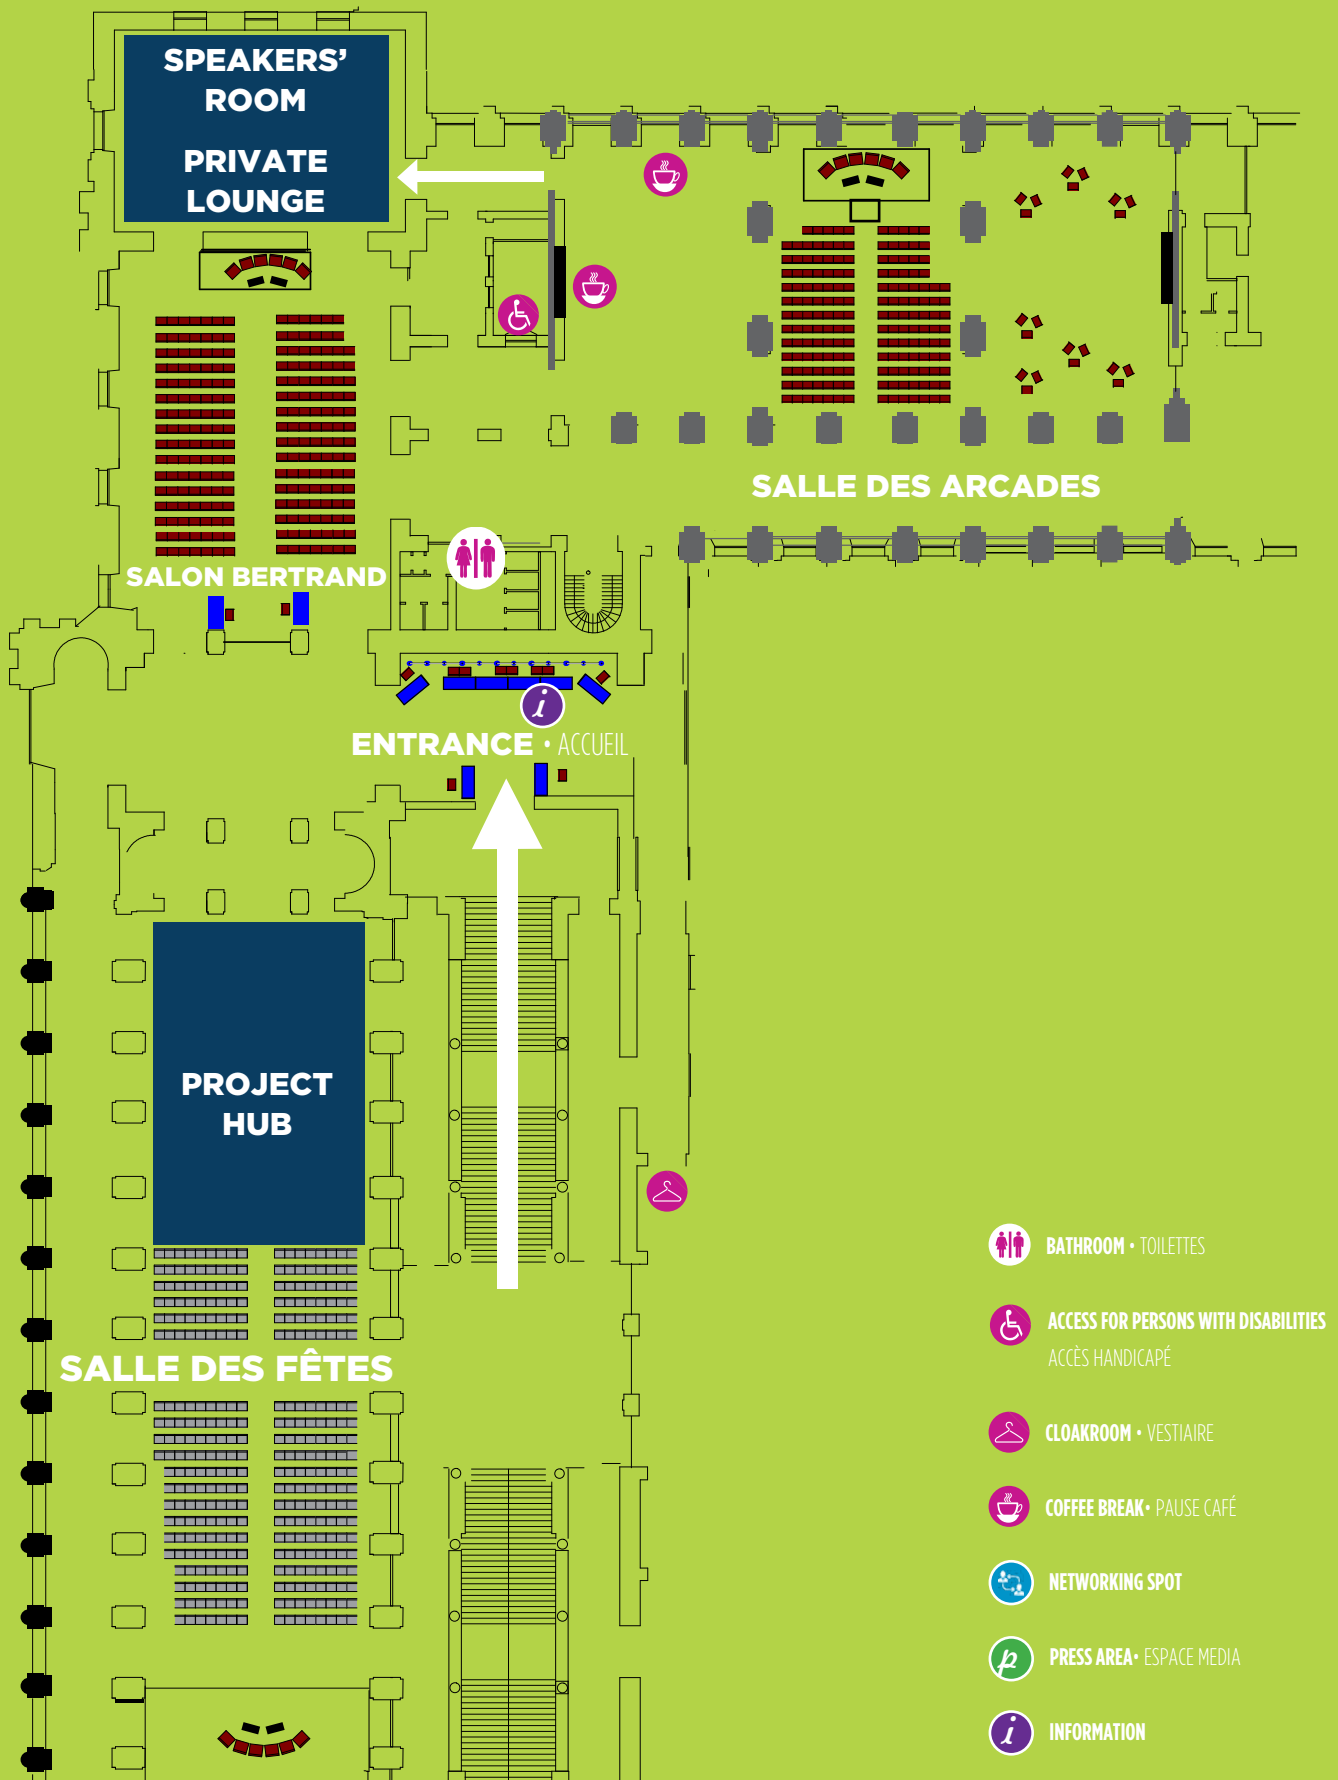 SPEAKERS'
ROOM
PRIVATE
LOUNGE
SALLE DES ARCADES
SALON BERTRAND
i
ENTRANCE • ACCUEIL
PROJECT
HUB
SALLE DES FÊTES
BATHROOM • TOILETTES
ACCESS FOR PERSONS WITH DISABILITIES
ACCÈS HANDICAPÉ
CLOAKROOM • VESTIAIRE
COFFEE BREAK • PAUSE CAFÉ
NETWORKING SPOT
p PRESS AREA • ESPACE MEDIA
i INFORMATION